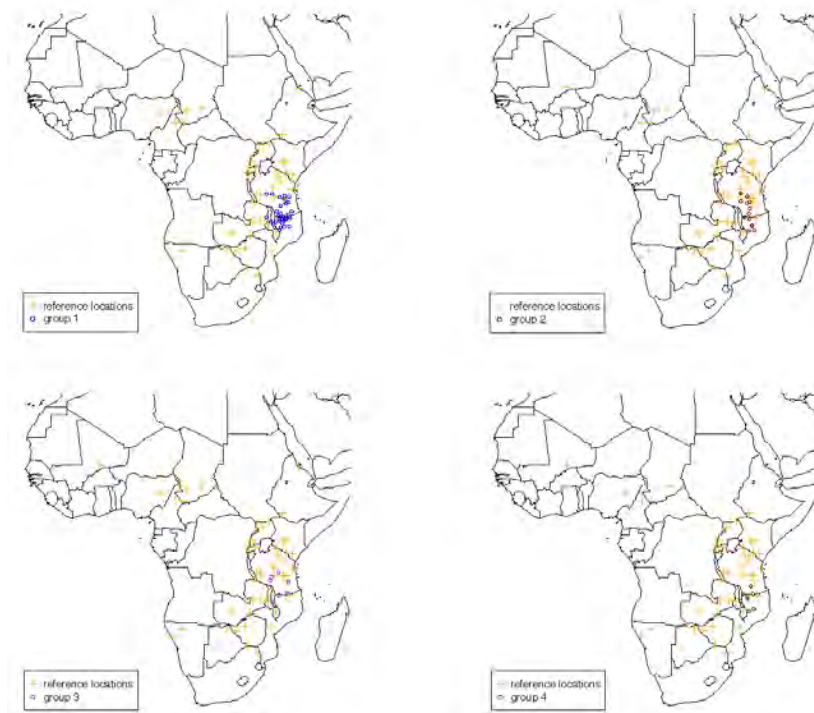 reference locations
group 1
reference locations
group 2
reference locations
group 3
reference locations
group 4